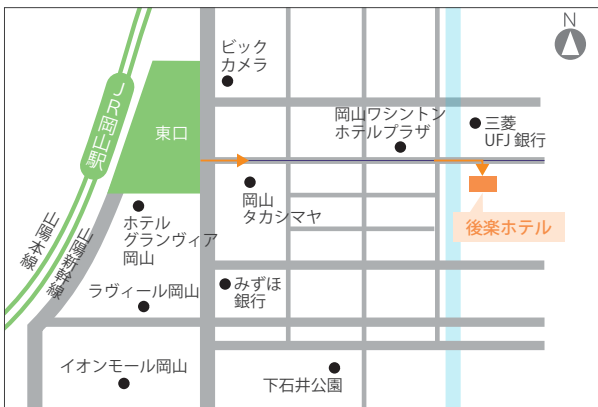 N
ビック
カメラ
JR岡山駅
東口
岡山ワシントン
ホテルプラザ
三菱
UFJ 銀行
岡山
タカシマヤ
後楽ホテル
ホテル
グランヴィア
岡山
山陽本線
山陽新幹線
みずほ
銀行
ラヴィール岡山
イオンモール岡山
下石井公園